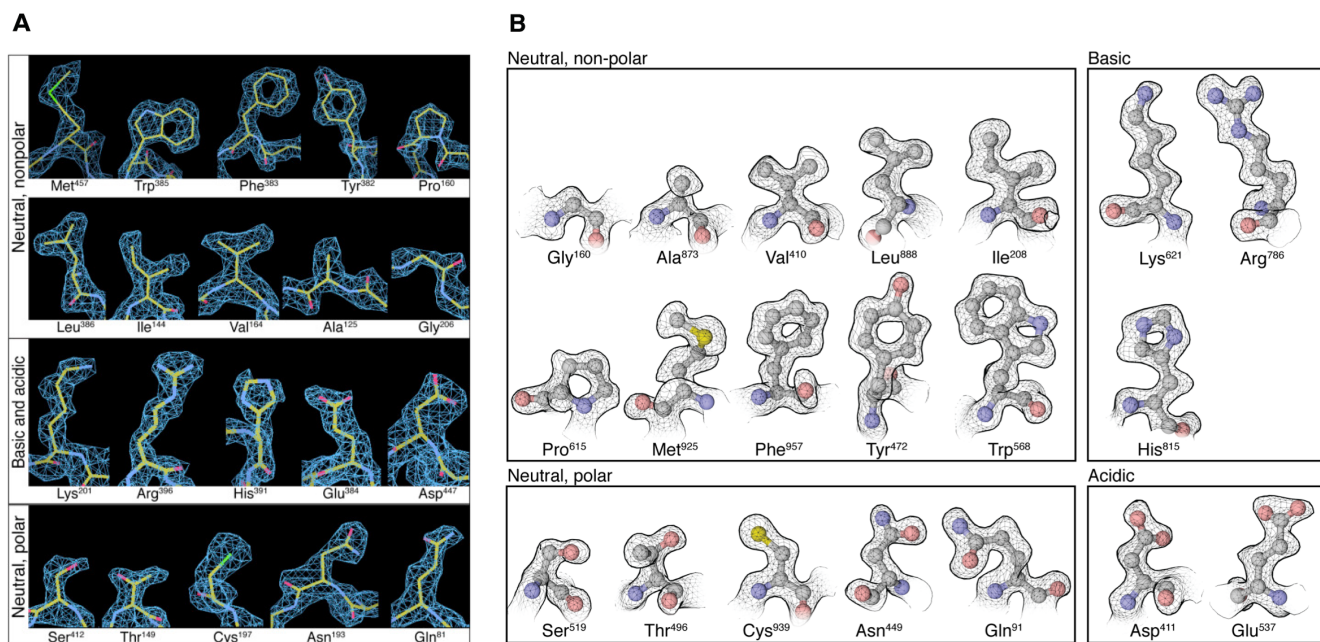 A
B
Neutral, nonpolar
Met457 Trp385 Phe383 Tyr382 Pro160
Leu386 Ile144 Val164 Ala125 Gly206
Basic and acidic
Lys201 Arg396 His391 Glu384 Asp447
Neutral, polar
Ser412 Thr149 Cys197 Asn193 Gln81
Neutral, non-polar
Gly160 Ala873 Val410 Leu888 Ile208
Pro615 Met925 Phe957 Tyr472 Trp568
Basic
Lys621 Arg786
His815
Neutral, polar
Ser519 Thr496 Cys939 Asn449 Gln91
Acidic
Asp411 Glu537